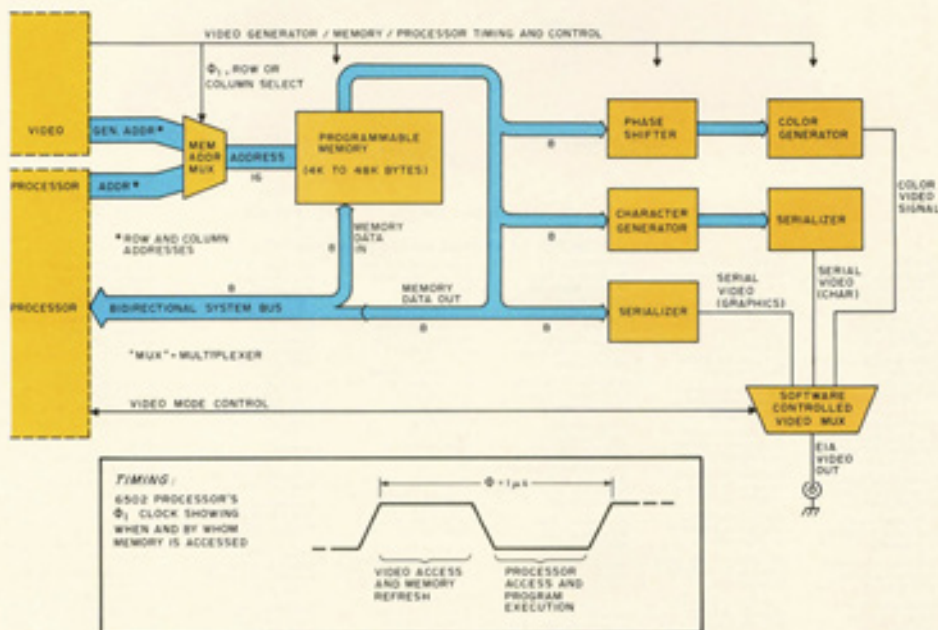 VIDEO GENERATOR / MEMORY / PROCESSOR TIMING AND CONTROL
Φ1, ROW OR
COLUMN SELECT
VIDEO
GEN. ADDR*
MEM
ADDR
MUX
ADDRESS
16
PROGRAMMABLE
MEMORY
(4K TO 48K BYTES)
PROCESSOR
ADDR*
*ROW AND COLUMN
ADDRESSES
8
MEMORY
DATA
IN
8
PHASE
SHIFTER
COLOR
GENERATOR
8
CHARACTER
GENERATOR
SERIALIZER
COLOR
VIDEO
SIGNAL
PROCESSOR
8
BIDIRECTIONAL SYSTEM BUS
MEMORY
DATA OUT
8
8
SERIALIZER
SERIAL
VIDEO
(GRAPHICS)
SERIAL
VIDEO
(CHAR)
"MUX" = MULTIPLEXER
VIDEO MODE CONTROL
SOFTWARE
CONTROLLED
VIDEO MUX
EIA
VIDEO
OUT
TIMING:
6502 PROCESSOR'S
Φ1 CLOCK SHOWING
WHEN AND BY WHOM
MEMORY IS ACCESSED
Φ = 1 μs
VIDEO ACCESS
AND MEMORY
REFRESH
PROCESSOR
ACCESS AND
PROGRAM
EXECUTION